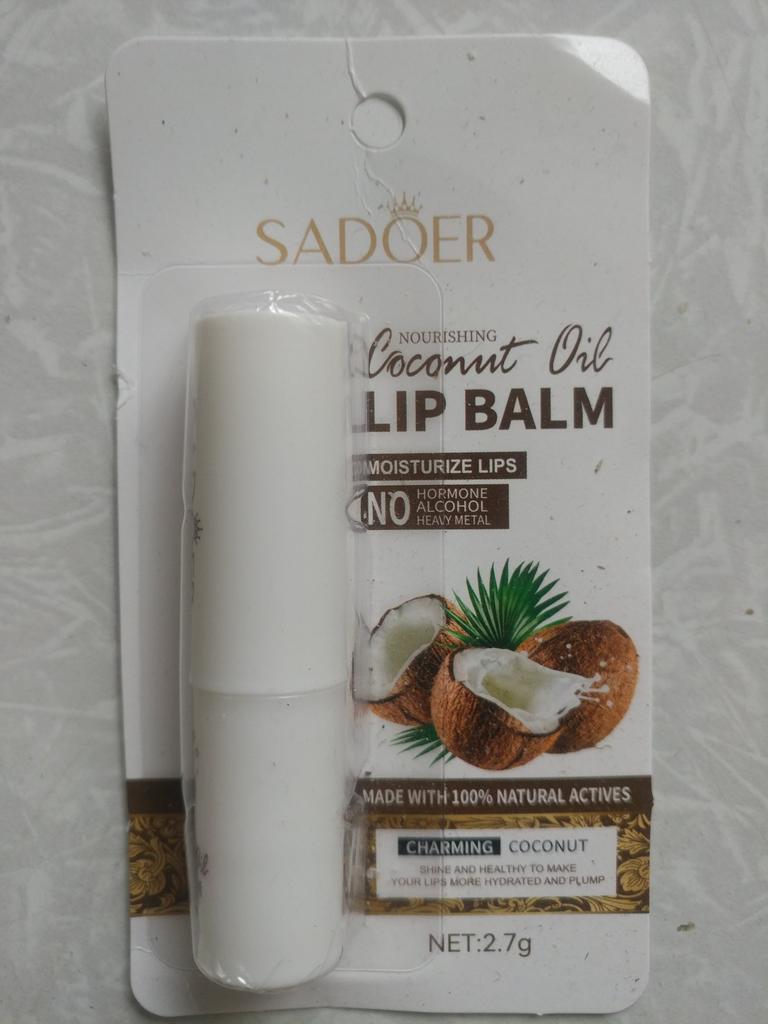 SADOER
NOURISHING
Coconut Oil
LIP BALM
MOISTURIZE LIPS
NO HORMONE
ALCOHOL
HEAVY METAL
MADE WITH 100% NATURAL ACTIVES
CHARMING COCONUT
SHINE AND HEALTHY TO MAKE
YOUR LIPS MORE HYDRATED AND PLUMP
NET:2.7g